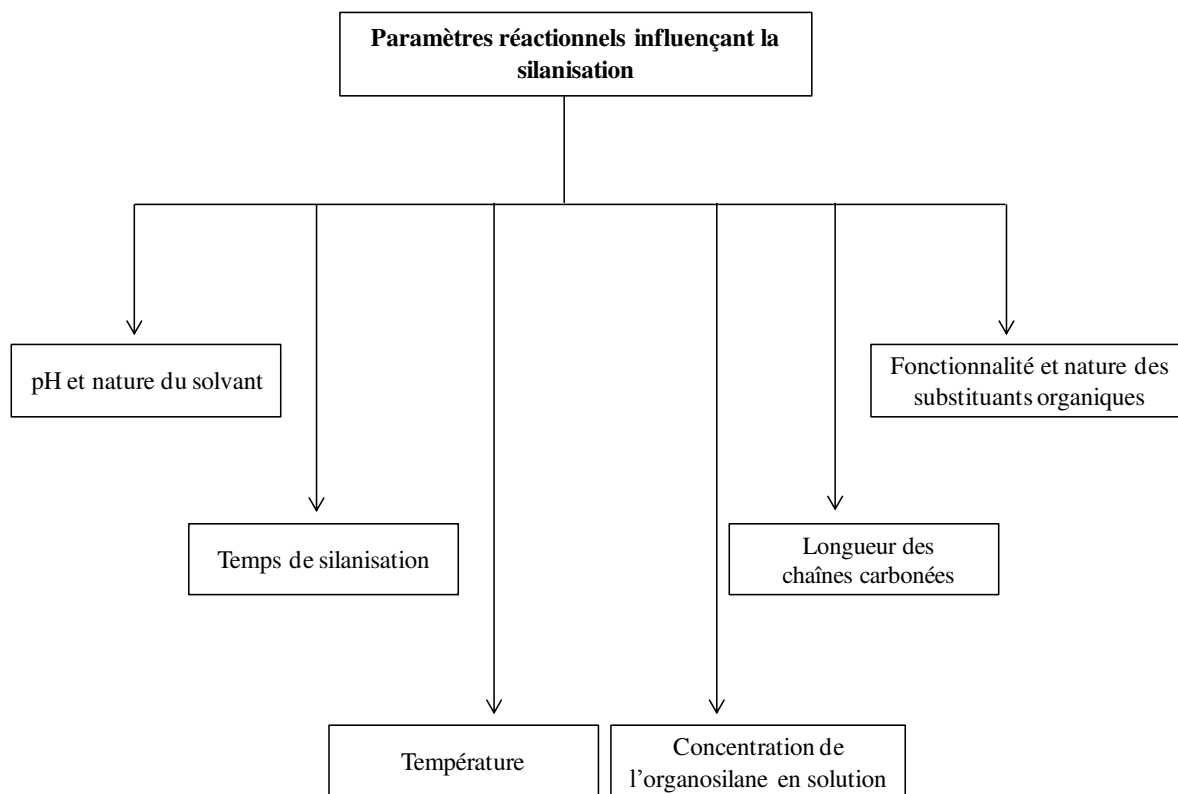 Paramètres réactionnels influençant la
silanisation
pH et nature du solvant
Fonctionnalité et nature des
substituants organiques
Temps de silanisation
Longueur des
chaînes carbonées
Température
Concentration de
l’organosilane en solution